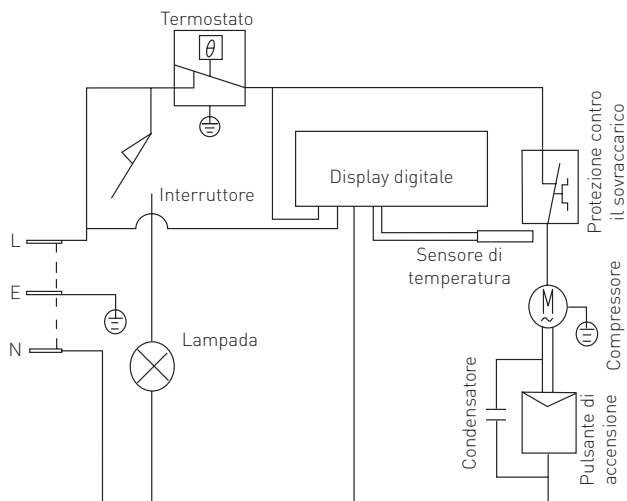 Termostato
θ
Display digitale
Interruttore
Protezione contro
il sovraccarico
L
Sensore di
temperatura
E
M
~
Compressore
N
Lampada
Condensatore
Pulsante di
accensione